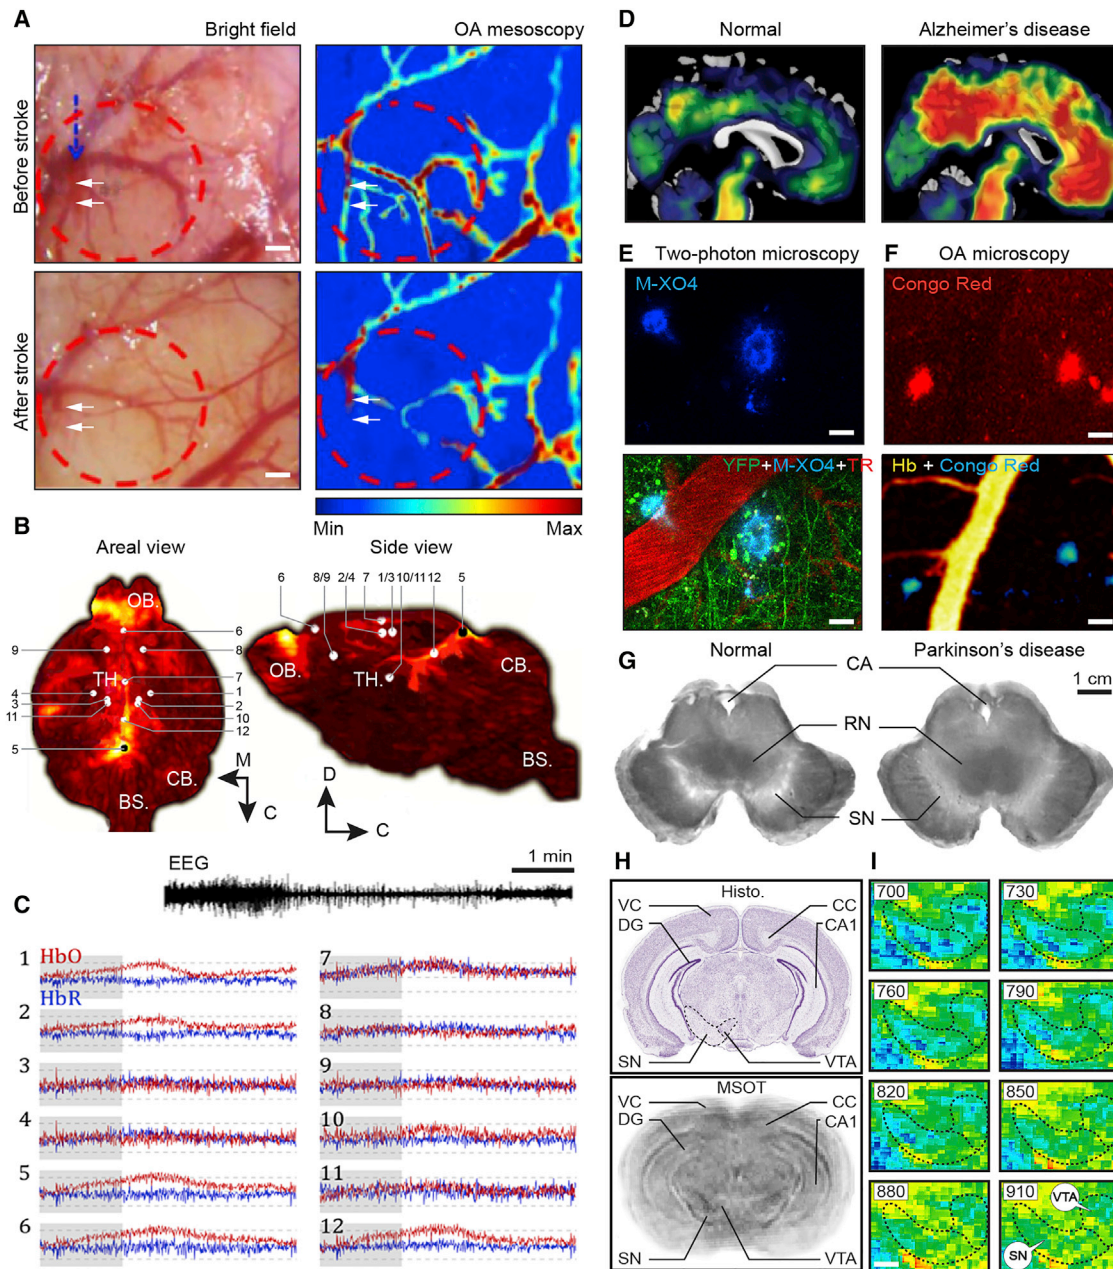 A
Bright field
OA mesoscopy
Before stroke
After stroke
Min
Max
B
Areal view
Side view
OB.
6
9
8
TH.
7
4
1
3
2
11
10
12
5
CB.
BS.
M
C
6
8/9
2/4
7
1/3
10/11
12
5
OB.
TH.
CB.
BS.
D
C
EEG
1 min
C
1
HbO
HbR
2
3
4
5
6
7
8
9
10
11
12
D
Normal
Alzheimer's disease
E
Two-photon microscopy
M-XO4
YFP+M-XO4+TR
F
OA microscopy
Congo Red
Hb + Congo Red
G
Normal
CA
Parkinson's disease
1 cm
RN
SN
H
Histo.
VC
CC
DG
CA1
SN
VTA
MSOT
VC
CC
DG
CA1
SN
VTA
I
700
730
760
790
820
850
880
910
VTA
SN